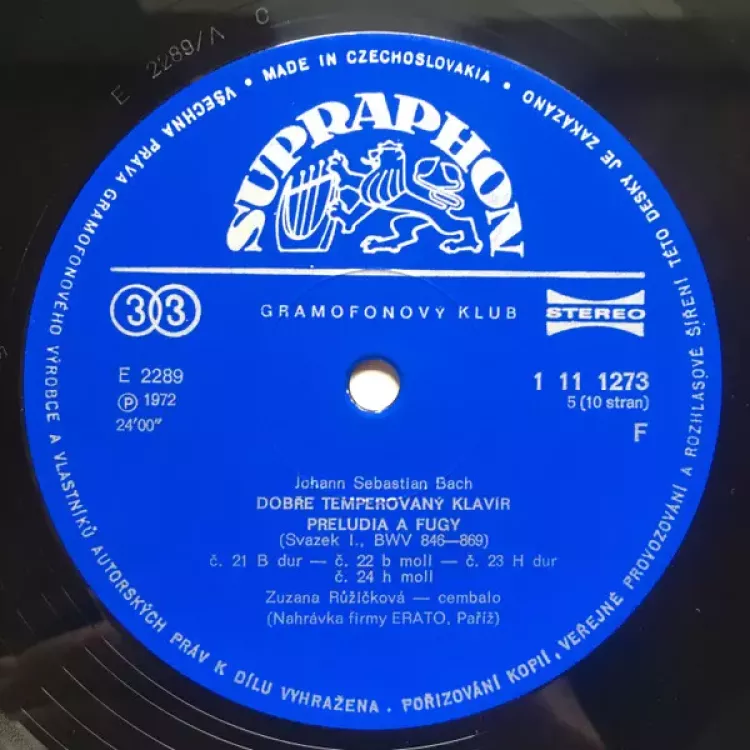 E 2289/A C
• MADE IN CZECHOSLOVAKIA •
VŠECHNA PRÁVA GRAMOFONOVÉHO VÝROBCE A VLASTNÍKŮ AUTORSKÝCH PRÁV K DÍLU VYHRAŽENA. POŘIZOVÁNÍ KOPIÍ, VEŘEJNÉ PROVOZOVÁNÍ A ROZHLASOVÉ ŠÍŘENÍ TÉTO DESKY JE ZAKÁZÁNO
SUPRAPHON
33 GRAMOFONOVÝ KLUB STEREO
E 2289 1 11 1273
Ⓟ 1972 5 (10 stran)
24′00″ F
Johann Sebastian Bach
DOBŘE TEMPEROVANÝ KLAVÍR
PRELUDIA A FUGY
(Svazek I., BWV 846—869)
č. 21 B dur — č. 22 b moll — č. 23 H dur
č. 24 h moll
Zuzana Růžičková — cembalo
(Nahrávka firmy ERATO, Paříž)